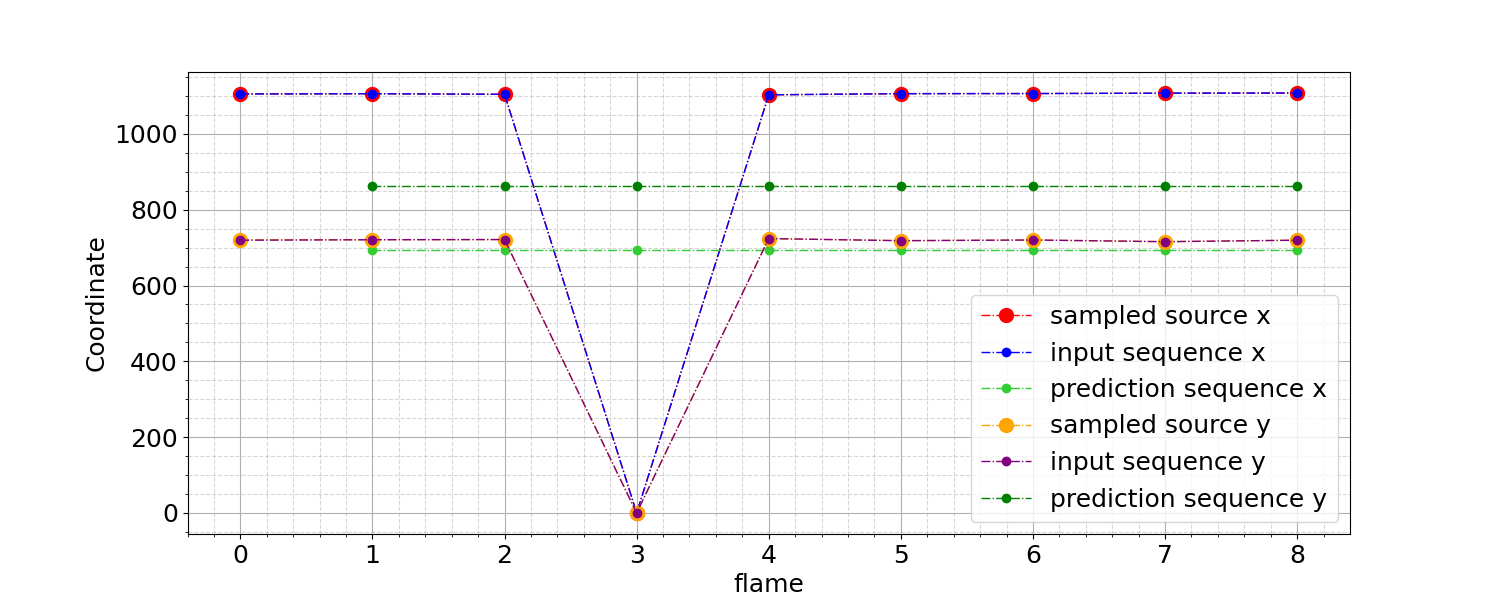 1000
800
600
400
200
0
Coordinate
sampled source x
input sequence x
prediction sequence x
sampled source y
input sequence y
prediction sequence y
0 1 2 3 4 5 6 7 8
flame